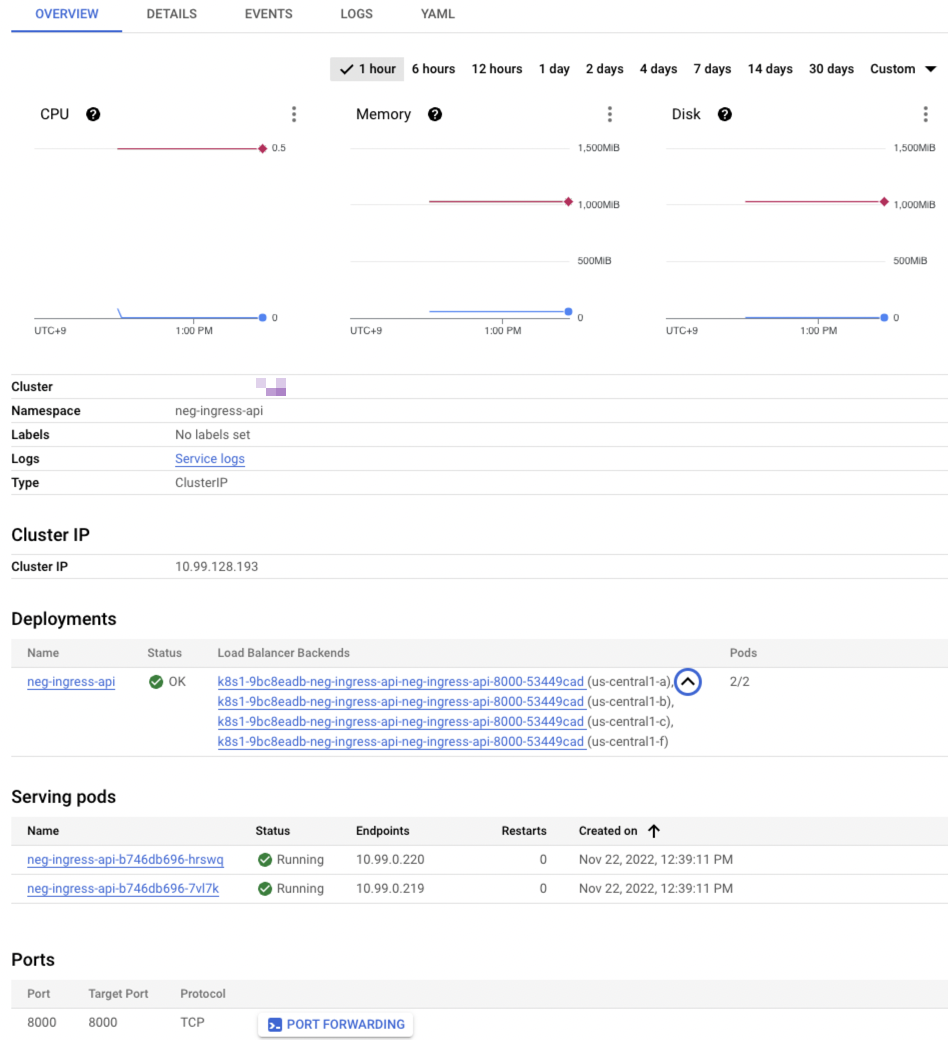 OVERVIEW DETAILS EVENTS LOGS YAML
1 hour 6 hours 12 hours 1 day 2 days 4 days 7 days 14 days 30 days Custom
CPU Memory Disk
0.5 1,500MiB 1,500MiB
1,000MiB 1,000MiB
500MiB 500MiB
0 0 0
UTC+9 1:00 PM UTC+9 1:00 PM UTC+9 1:00 PM
Cluster
Namespace neg-ingress-api
Labels No labels set
Logs Service logs
Type ClusterIP
Cluster IP
Cluster IP 10.99.128.193
Deployments
Name Status Load Balancer Backends Pods
neg-ingress-api OK k8s1-9bc8eadb-neg-ingress-api-neg-ingress-api-8000-53449cad (us-central1-a), 2/2
k8s1-9bc8eadb-neg-ingress-api-neg-ingress-api-8000-53449cad (us-central1-b),
k8s1-9bc8eadb-neg-ingress-api-neg-ingress-api-8000-53449cad (us-central1-c),
k8s1-9bc8eadb-neg-ingress-api-neg-ingress-api-8000-53449cad (us-central1-f)
Serving pods
Name Status Endpoints Restarts Created on
neg-ingress-api-b746db696-hrswq Running 10.99.0.220 0 Nov 22, 2022, 12:39:11 PM
neg-ingress-api-b746db696-7vl7k Running 10.99.0.219 0 Nov 22, 2022, 12:39:11 PM
Ports
Port Target Port Protocol
8000 8000 TCP PORT FORWARDING